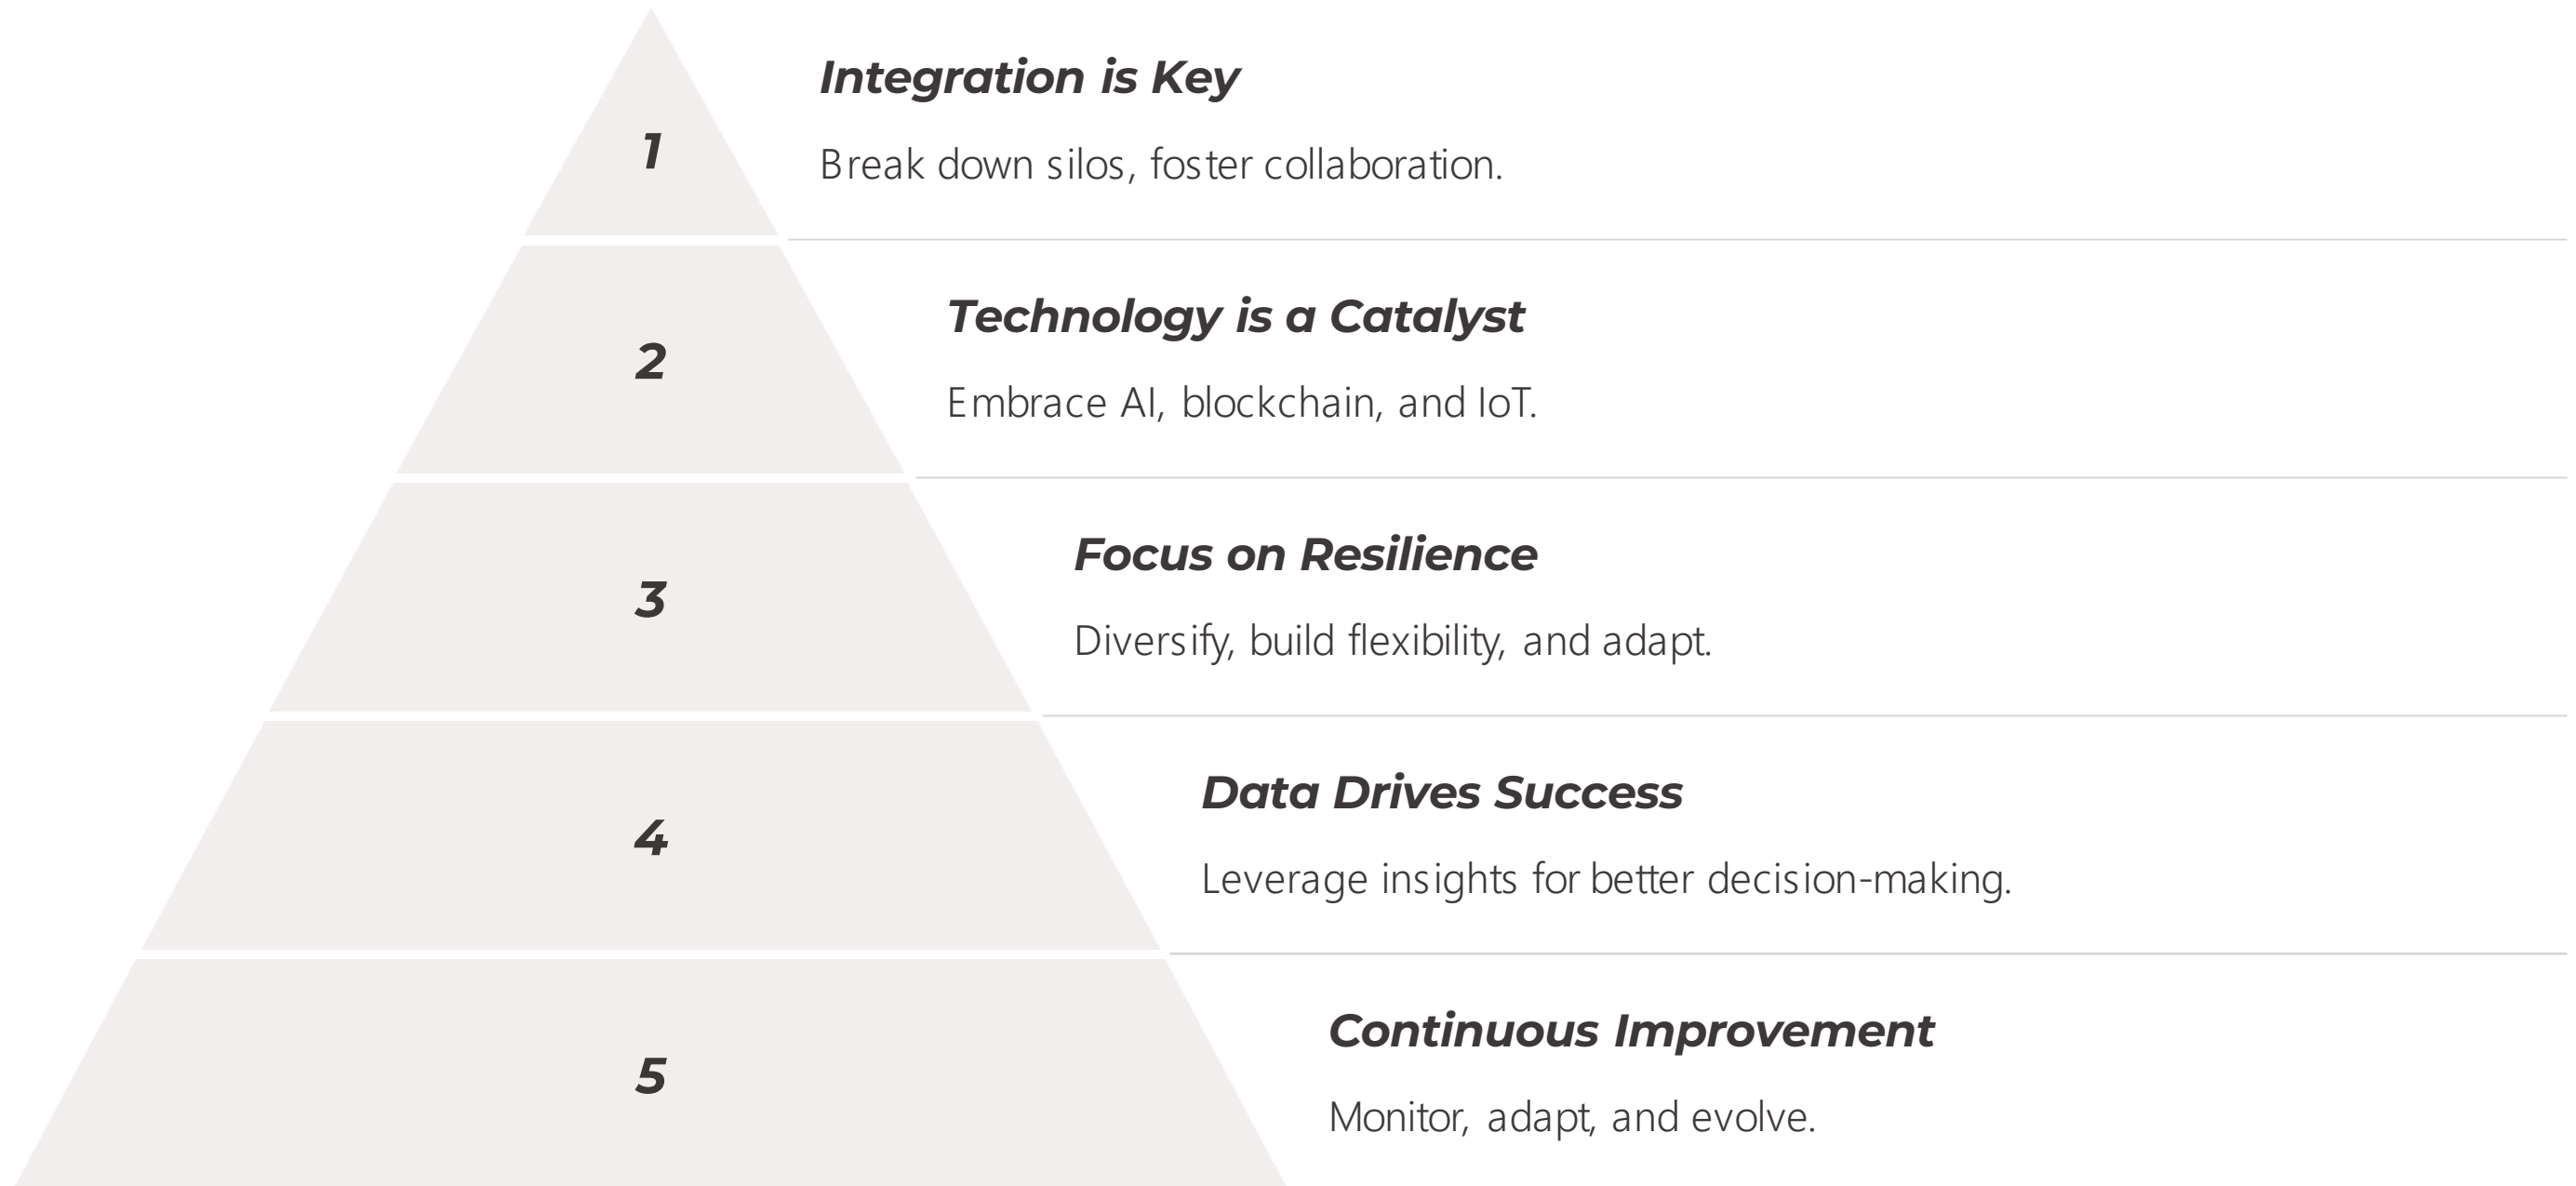 Integration is Key
1
Break down silos, foster collaboration.
Technology is a Catalyst
2
Embrace AI, blockchain, and IoT.
Focus on Resilience
3
Diversify, build flexibility, and adapt.
Data Drives Success
4
Leverage insights for better decision-making.
Continuous Improvement
5
Monitor, adapt, and evolve.